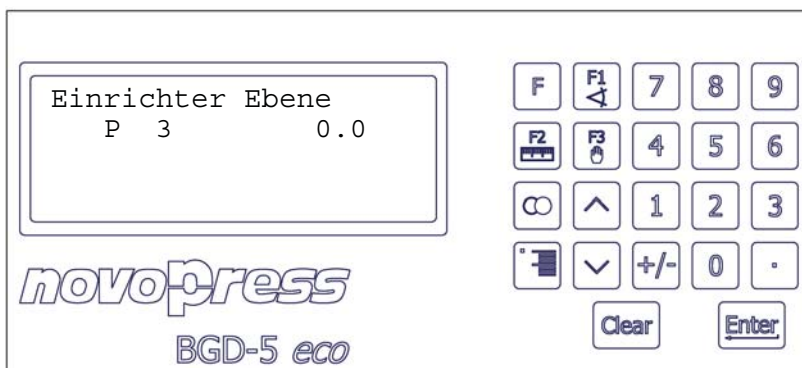 Einrichter Ebene
P 3 0.0
novopress
BGD-5 eco
F F1 7 8 9
F2 F3 4 5 6
1 2 3
+/- 0 .
Clear Enter